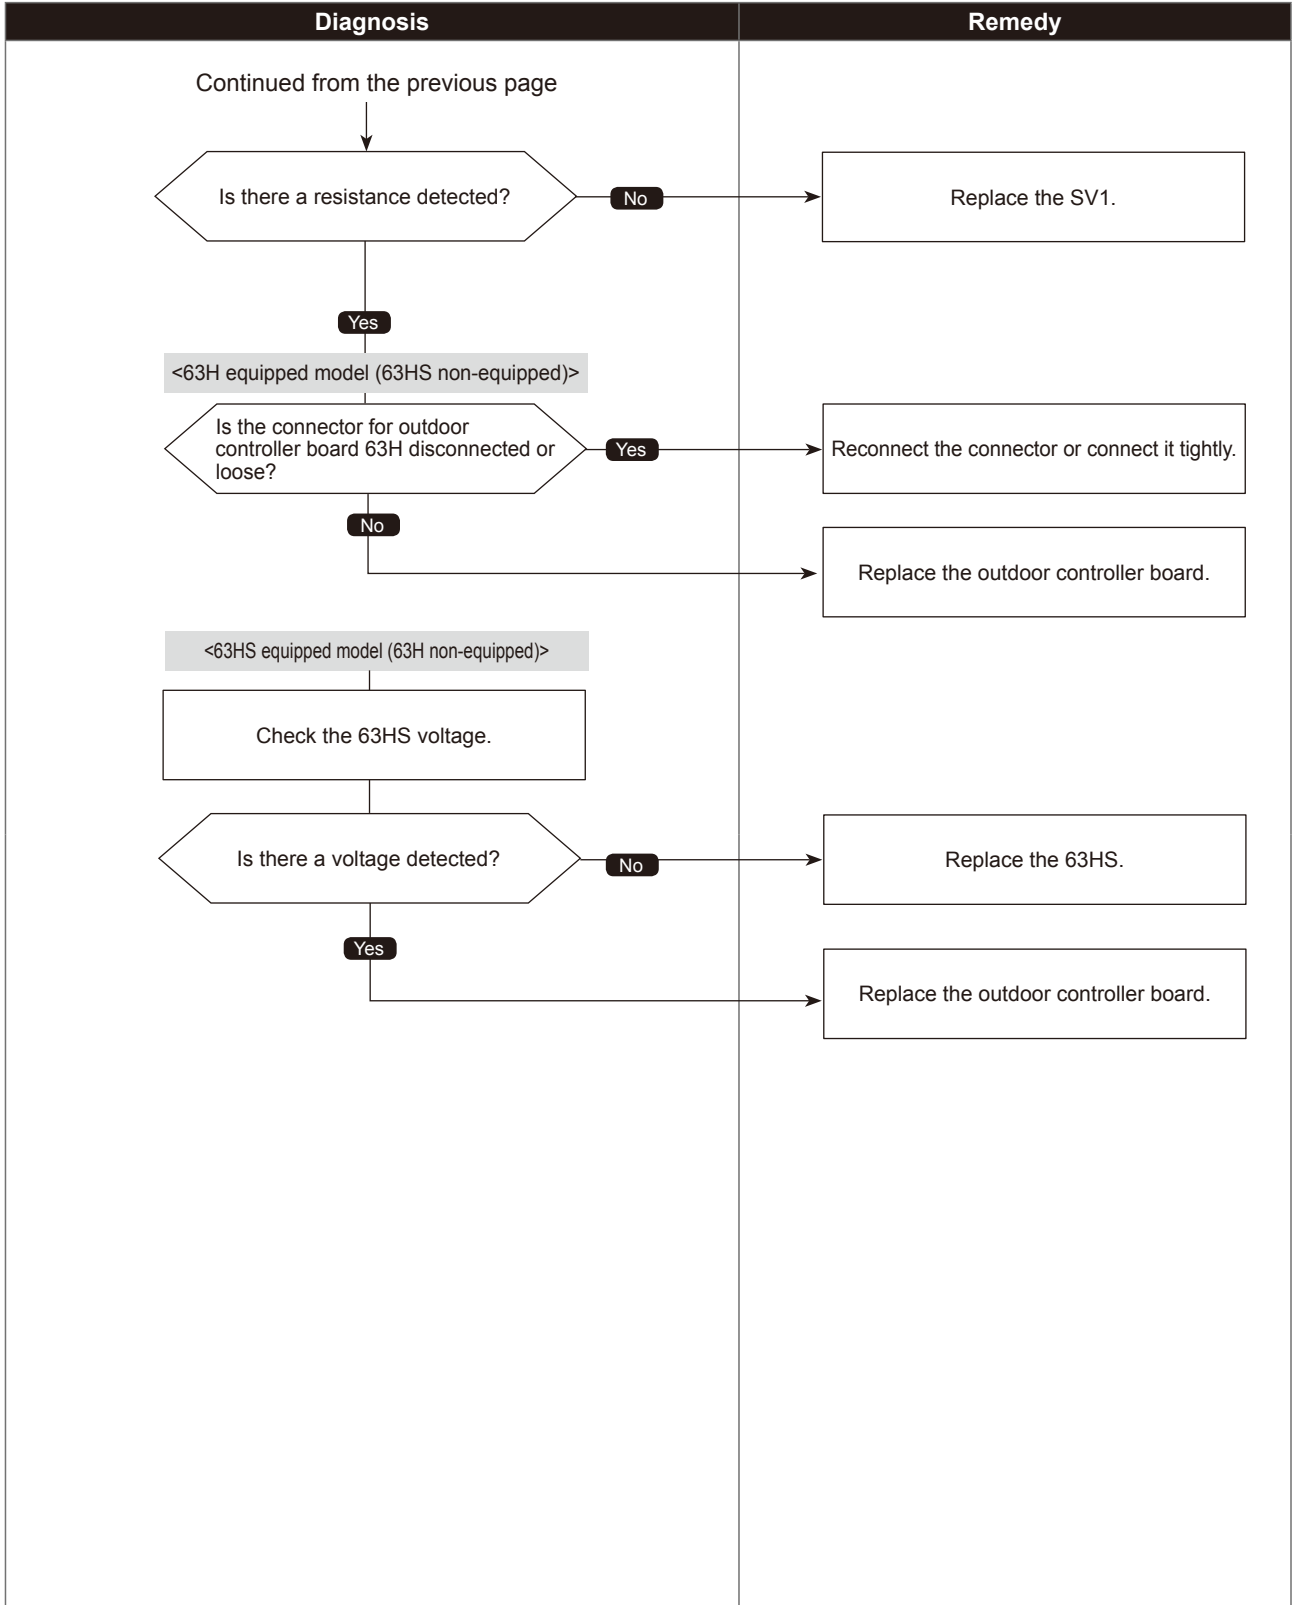 Diagnosis
Remedy
Continued from the previous page
Is there a resistance detected?
No
Replace the SV1.
Yes
<63H equipped model (63HS non-equipped)>
Is the connector for outdoor
controller board 63H disconnected or
loose?
Yes
Reconnect the connector or connect it tightly.
No
Replace the outdoor controller board.
<63HS equipped model (63H non-equipped)>
Check the 63HS voltage.
Is there a voltage detected?
No
Replace the 63HS.
Yes
Replace the outdoor controller board.